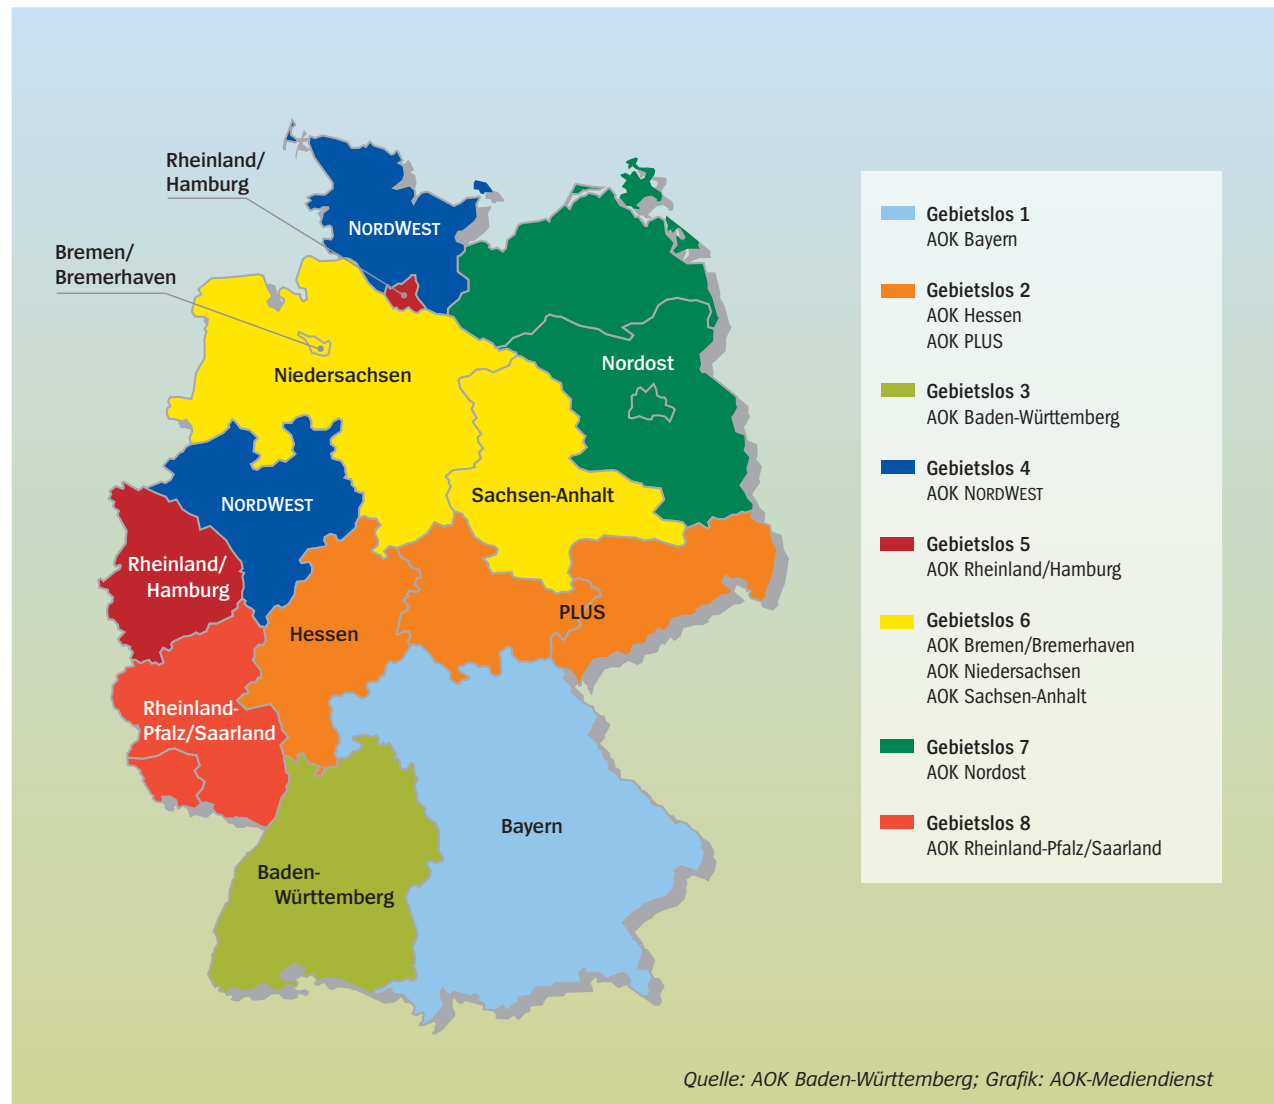 Rheinland/
Hamburg
NORDWEST
Bremen/
Bremerhaven
Niedersachsen
Nordost
Sachsen-Anhalt
NORDWEST
Rheinland/
Hamburg
Hessen
PLUS
Rheinland-
Pfalz/Saarland
Bayern
Baden-
Württemberg
Gebietslos 1
AOK Bayern
Gebietslos 2
AOK Hessen
AOK PLUS
Gebietslos 3
AOK Baden-Württemberg
Gebietslos 4
AOK NORDWEST
Gebietslos 5
AOK Rheinland/Hamburg
Gebietslos 6
AOK Bremen/Bremerhaven
AOK Niedersachsen
AOK Sachsen-Anhalt
Gebietslos 7
AOK Nordost
Gebietslos 8
AOK Rheinland-Pfalz/Saarland
Quelle: AOK Baden-Württemberg; Grafik: AOK-Mediendienst